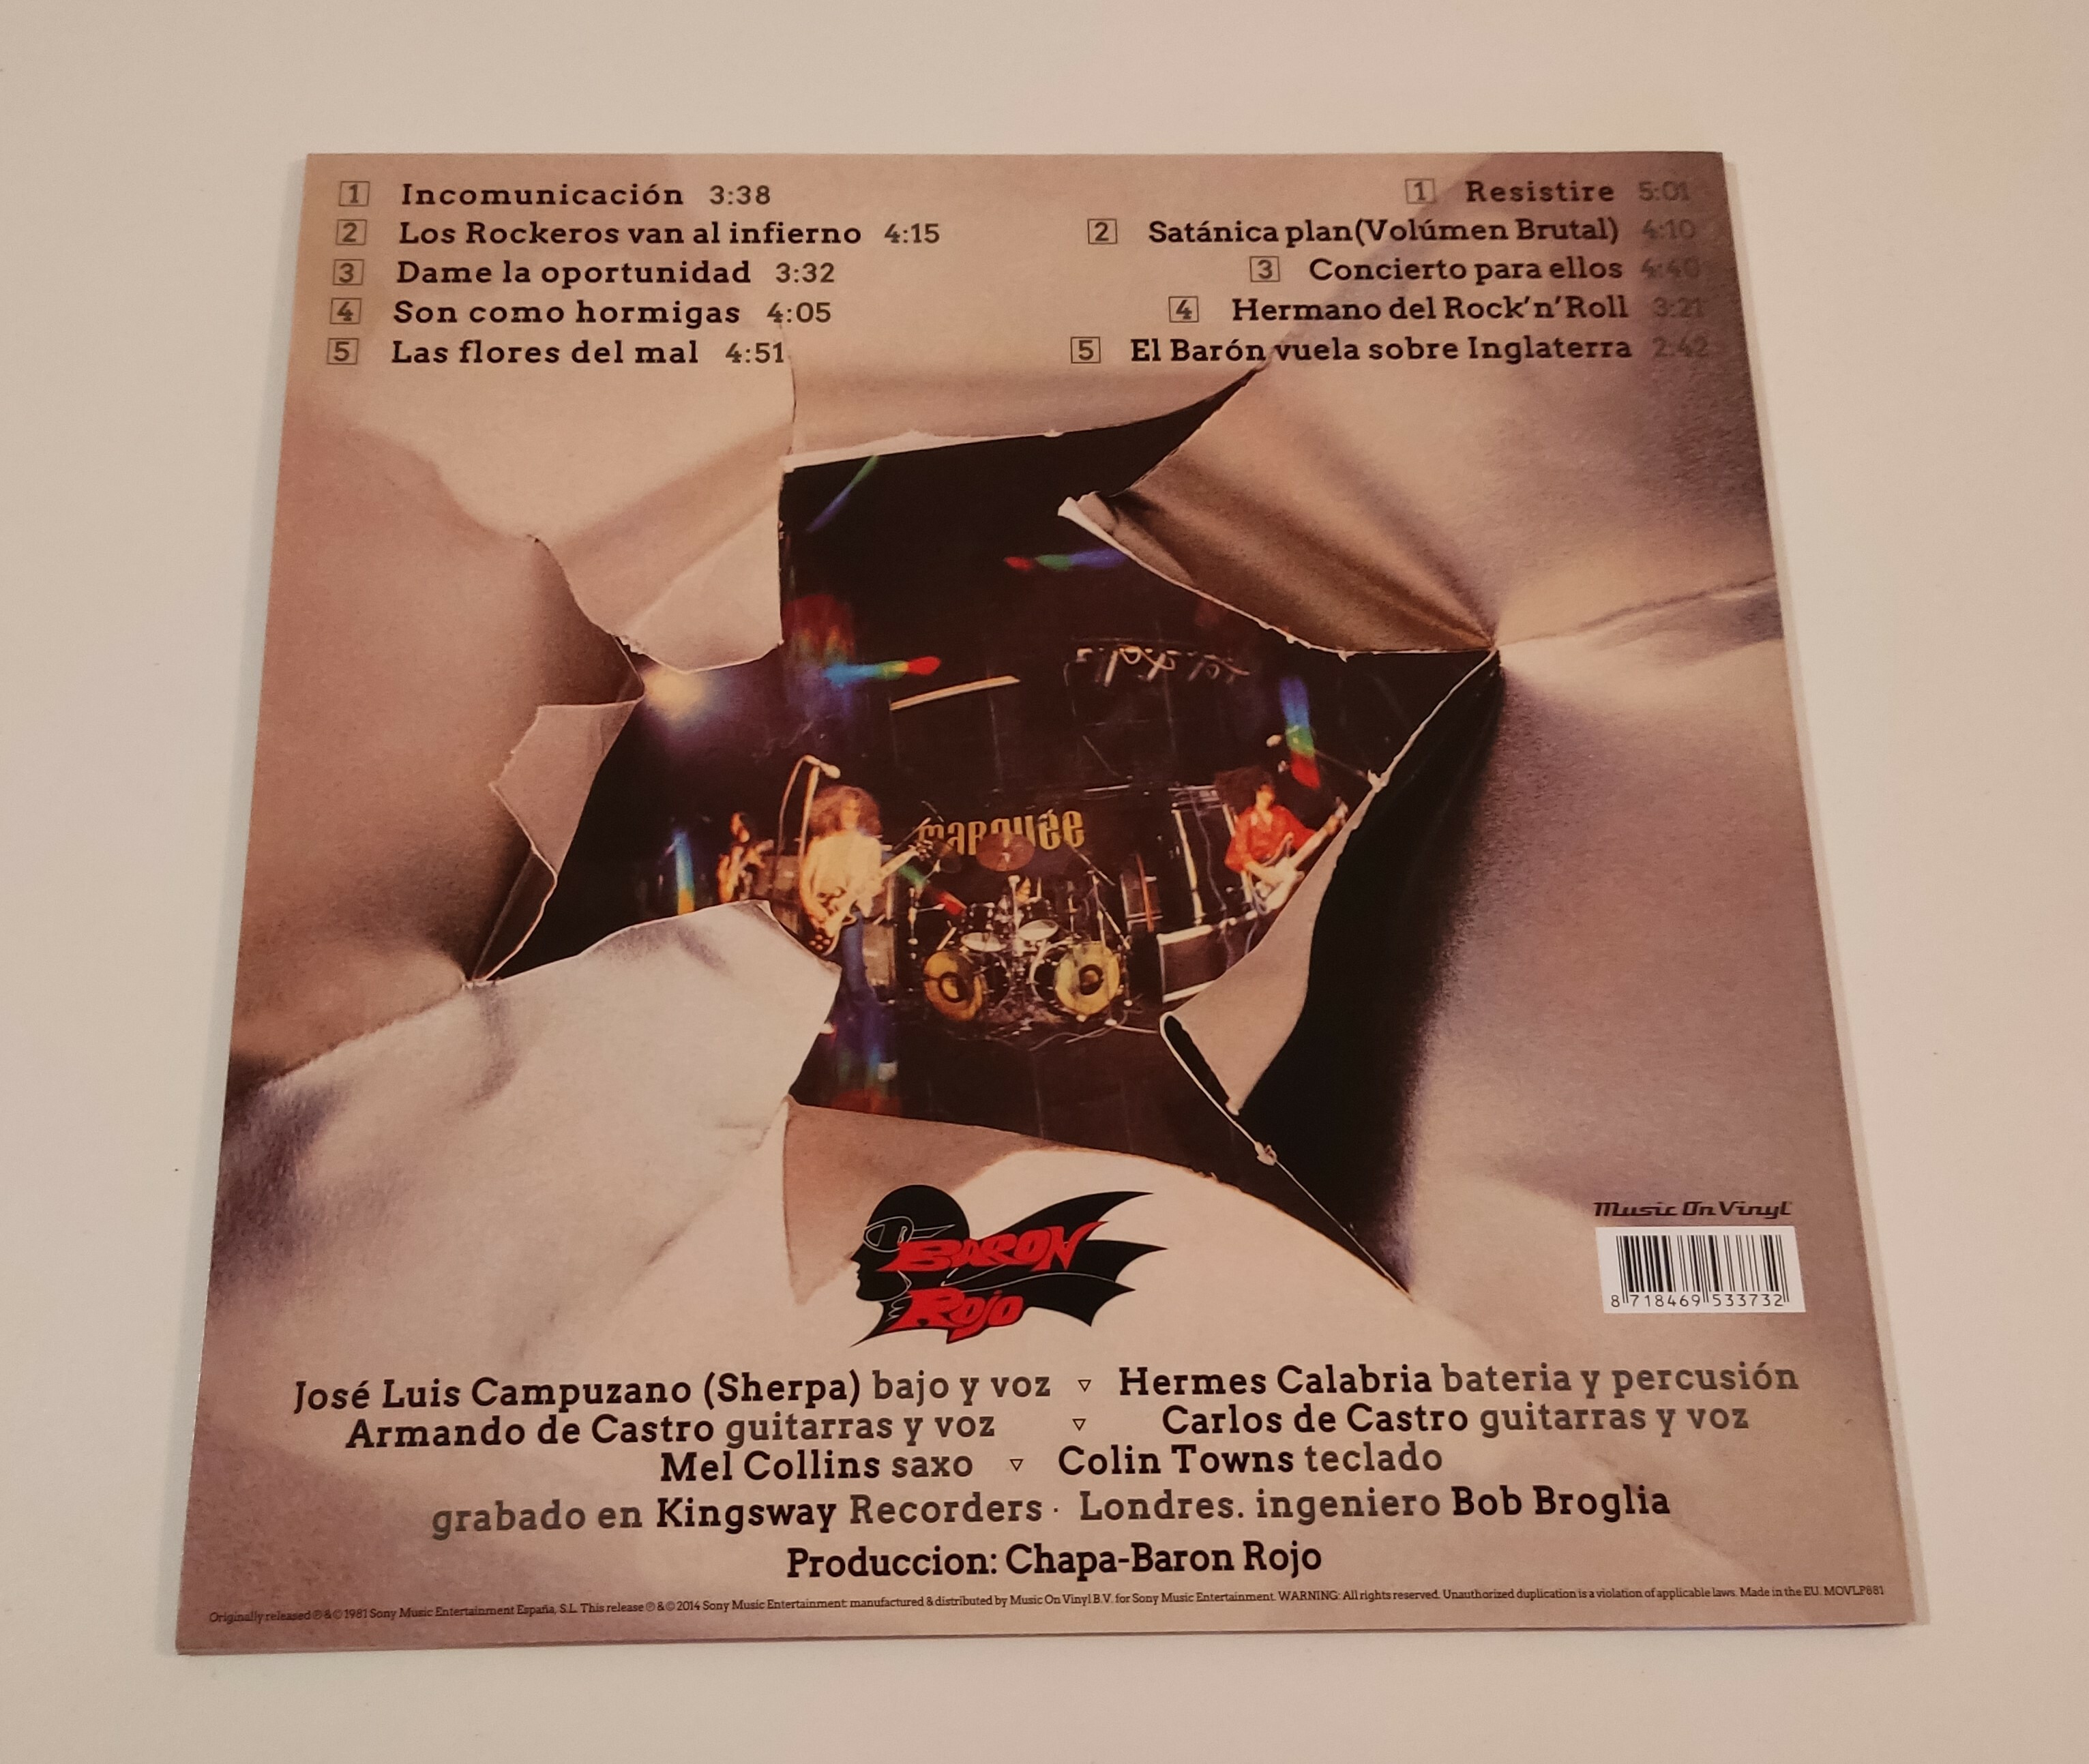 1 Incomunicación 3:38
2 Los Rockeros van al infierno 4:15
3 Dame la oportunidad 3:32
4 Son como hormigas 4:05
5 Las flores del mal 4:51
1 Resistire 5:01
2 Satánica plan(Volúmen Brutal) 4:10
3 Concierto para ellos 4:40
4 Hermano del Rock'n'Roll 3:21
5 El Barón vuela sobre Inglaterra 2:42
marquee
BARON
Rojo
Music On Vinyl
8 718469 533732
José Luis Campuzano (Sherpa) bajo y voz ▿ Hermes Calabria bateria y percusión
Armando de Castro guitarras y voz ▿ Carlos de Castro guitarras y voz
Mel Collins saxo ▿ Colin Towns teclado
grabado en Kingsway Recorders · Londres. ingeniero Bob Broglia
Produccion: Chapa-Baron Rojo
Originally released ℗ & © 1981 Sony Music Entertainment España, S.L. This release ℗ & © 2014 Sony Music Entertainment: manufactured & distributed by Music On Vinyl B.V. for Sony Music Entertainment. WARNING: All rights reserved. Unauthorized duplication is a violation of applicable laws. Made in the EU. MOVLP881